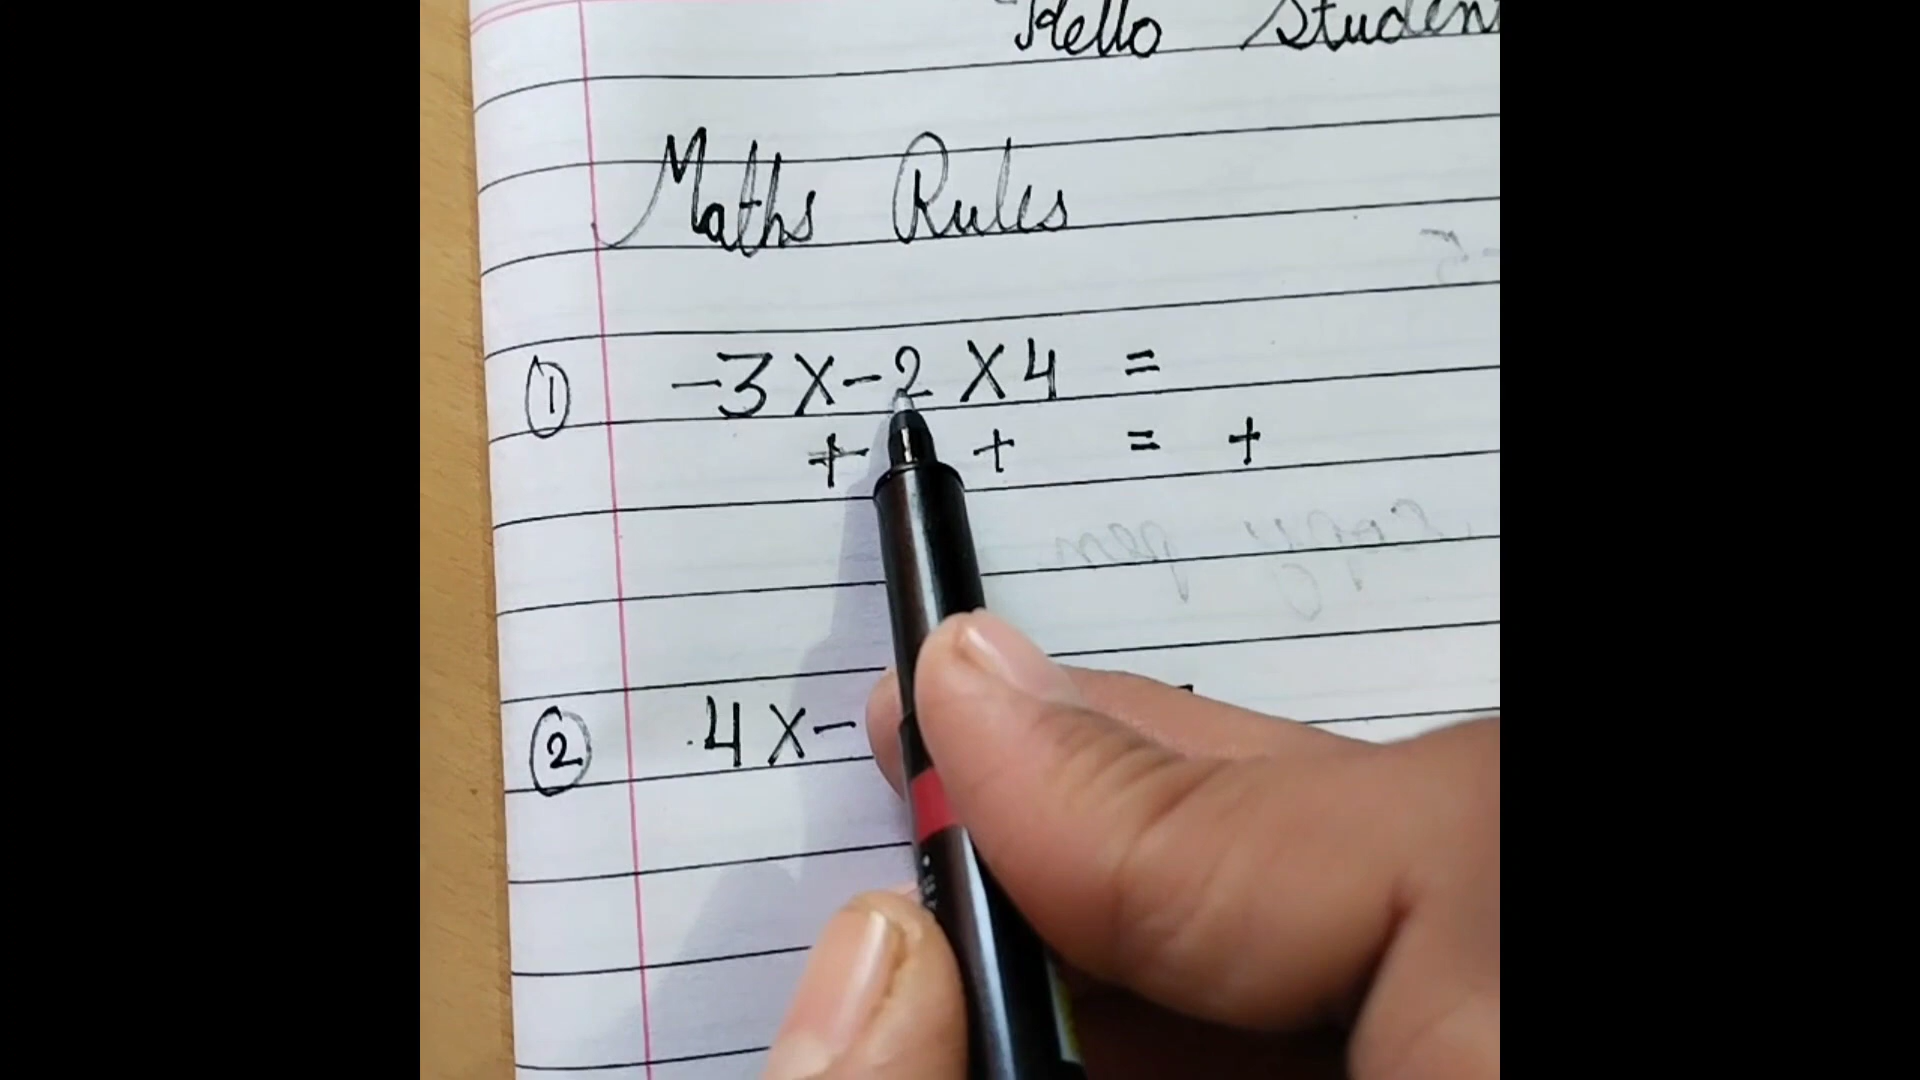 Hello Studen
Maths Rules
① -3 X -2 X 4 =
+ + = +
② 4 X -